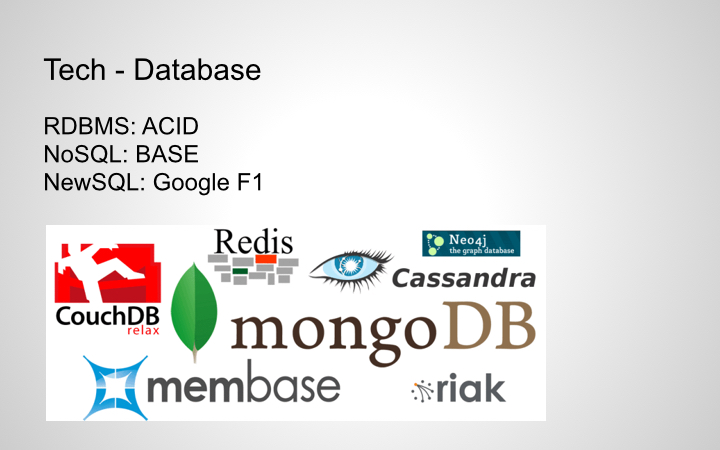 Tech - Database
RDBMS: ACID
NoSQL: BASE
NewSQL: Google F1
Redis
Neo4j
the graph database
Cassandra
CouchDB
relax
mongoDB
membase
riak